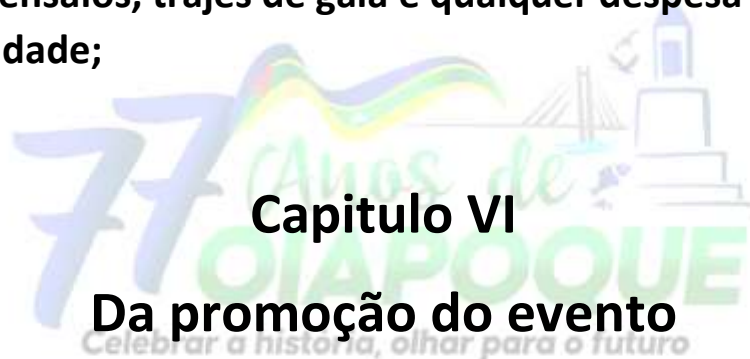 ensaios, trajes de gala e qualquer despesa
dade;
77
Anos de
OIAPOQUE
Capitulo VI
Da promoção do evento
Celebrar a história, olhar para o futuro